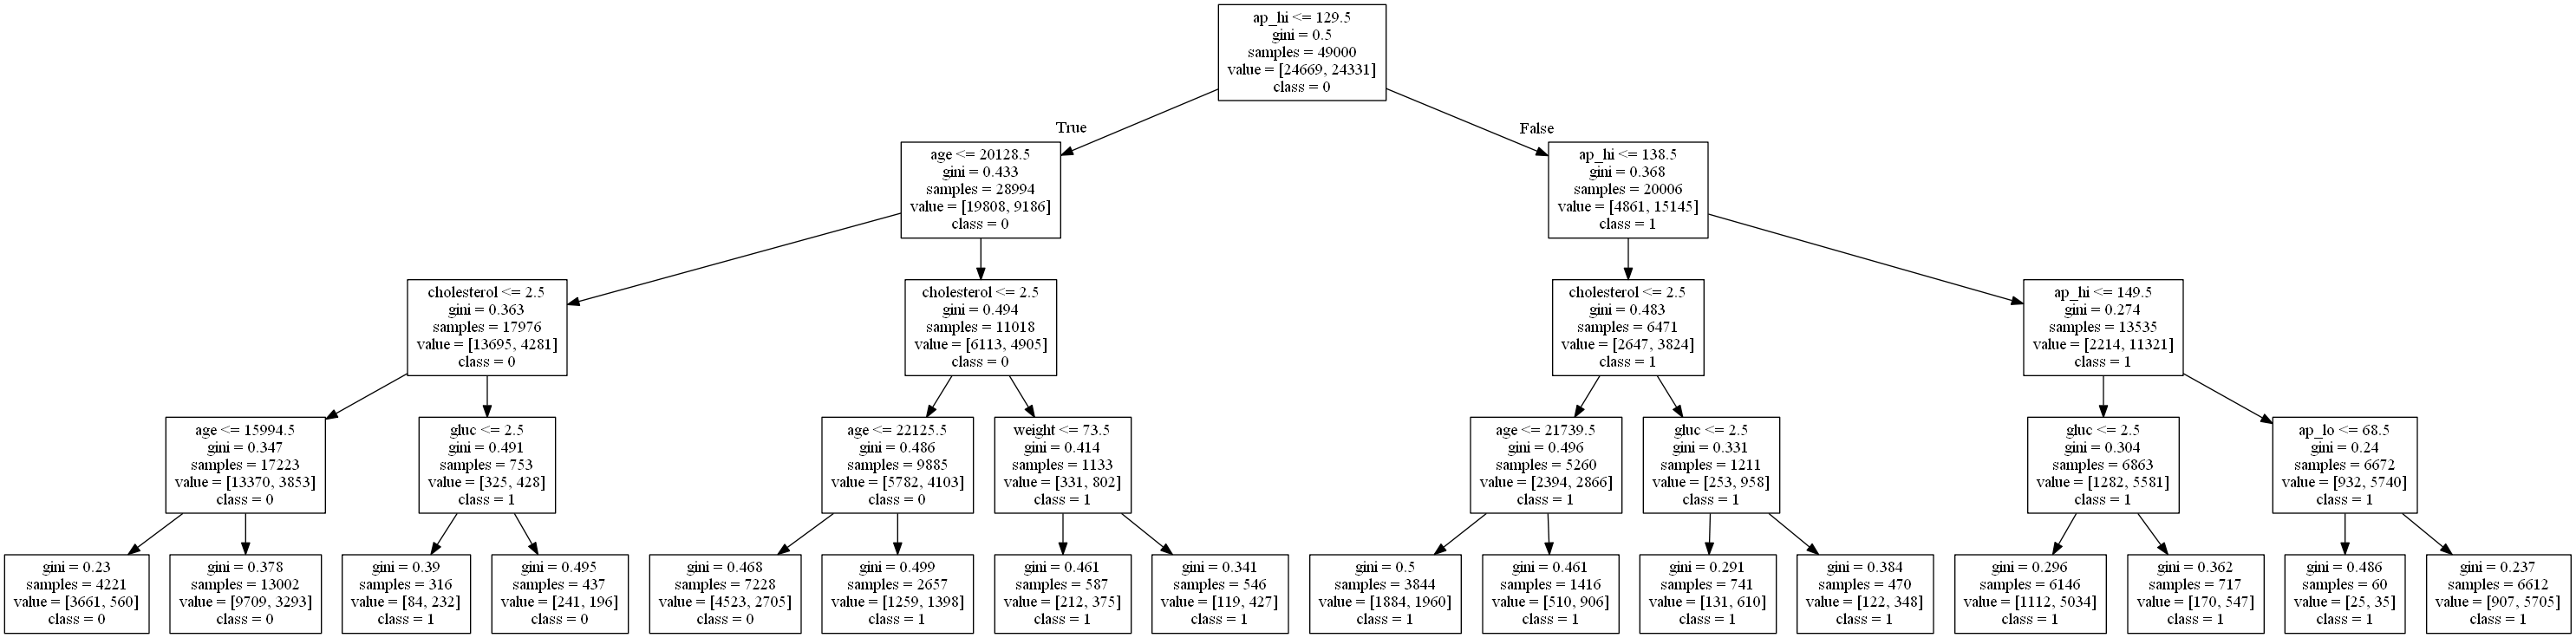 ap_hi <= 129.5
gini = 0.5
samples = 49000
value = [24669, 24331]
class = 0
True
False
age <= 20128.5
gini = 0.433
samples = 28994
value = [19808, 9186]
class = 0
ap_hi <= 138.5
gini = 0.368
samples = 20006
value = [4861, 15145]
class = 1
cholesterol <= 2.5
gini = 0.363
samples = 17976
value = [13695, 4281]
class = 0
cholesterol <= 2.5
gini = 0.494
samples = 11018
value = [6113, 4905]
class = 0
cholesterol <= 2.5
gini = 0.483
samples = 6471
value = [2647, 3824]
class = 1
ap_hi <= 149.5
gini = 0.274
samples = 13535
value = [2214, 11321]
class = 1
age <= 15994.5
gini = 0.347
samples = 17223
value = [13370, 3853]
class = 0
gluc <= 2.5
gini = 0.491
samples = 753
value = [325, 428]
class = 1
age <= 22125.5
gini = 0.486
samples = 9885
value = [5782, 4103]
class = 0
weight <= 73.5
gini = 0.414
samples = 1133
value = [331, 802]
class = 1
age <= 21739.5
gini = 0.496
samples = 5260
value = [2394, 2866]
class = 1
gluc <= 2.5
gini = 0.331
samples = 1211
value = [253, 958]
class = 1
gluc <= 2.5
gini = 0.304
samples = 6863
value = [1282, 5581]
class = 1
ap_lo <= 68.5
gini = 0.24
samples = 6672
value = [932, 5740]
class = 1
gini = 0.23
samples = 4221
value = [3661, 560]
class = 0
gini = 0.378
samples = 13002
value = [9709, 3293]
class = 0
gini = 0.39
samples = 316
value = [84, 232]
class = 1
gini = 0.495
samples = 437
value = [241, 196]
class = 0
gini = 0.468
samples = 7228
value = [4523, 2705]
class = 0
gini = 0.499
samples = 2657
value = [1259, 1398]
class = 1
gini = 0.461
samples = 587
value = [212, 375]
class = 1
gini = 0.341
samples = 546
value = [119, 427]
class = 1
gini = 0.5
samples = 3844
value = [1884, 1960]
class = 1
gini = 0.461
samples = 1416
value = [510, 906]
class = 1
gini = 0.291
samples = 741
value = [131, 610]
class = 1
gini = 0.384
samples = 470
value = [122, 348]
class = 1
gini = 0.296
samples = 6146
value = [1112, 5034]
class = 1
gini = 0.362
samples = 717
value = [170, 547]
class = 1
gini = 0.486
samples = 60
value = [25, 35]
class = 1
gini = 0.237
samples = 6612
value = [907, 5705]
class = 1